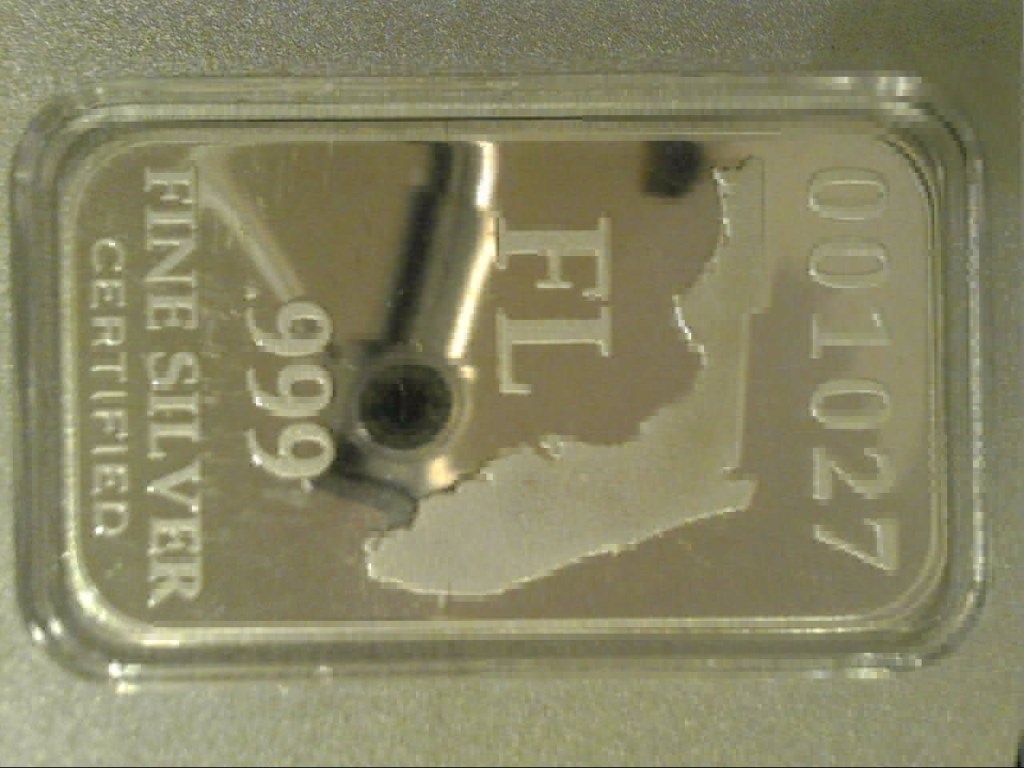 001027
FL
999
FINE SILVER
CERTIFIED